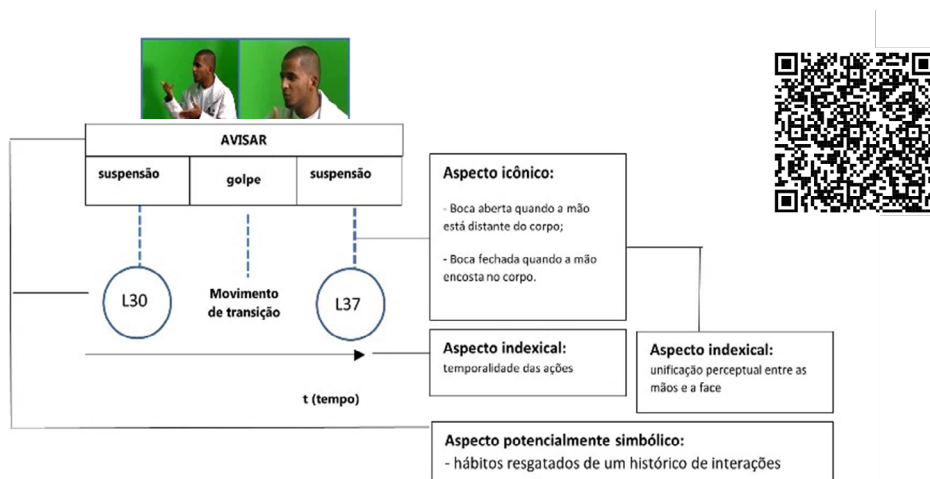 AVISAR
suspensão
golpe
suspensão
L30
Movimento
de transição
L37
t (tempo)
Aspecto icônico:
- Boca aberta quando a mão
está distante do corpo;
- Boca fechada quando a mão
encosta no corpo.
Aspecto indexical:
temporalidade das ações
Aspecto indexical:
unificação perceptual entre as
mãos e a face
Aspecto potencialmente simbólico:
- hábitos resgatados de um histórico de interações